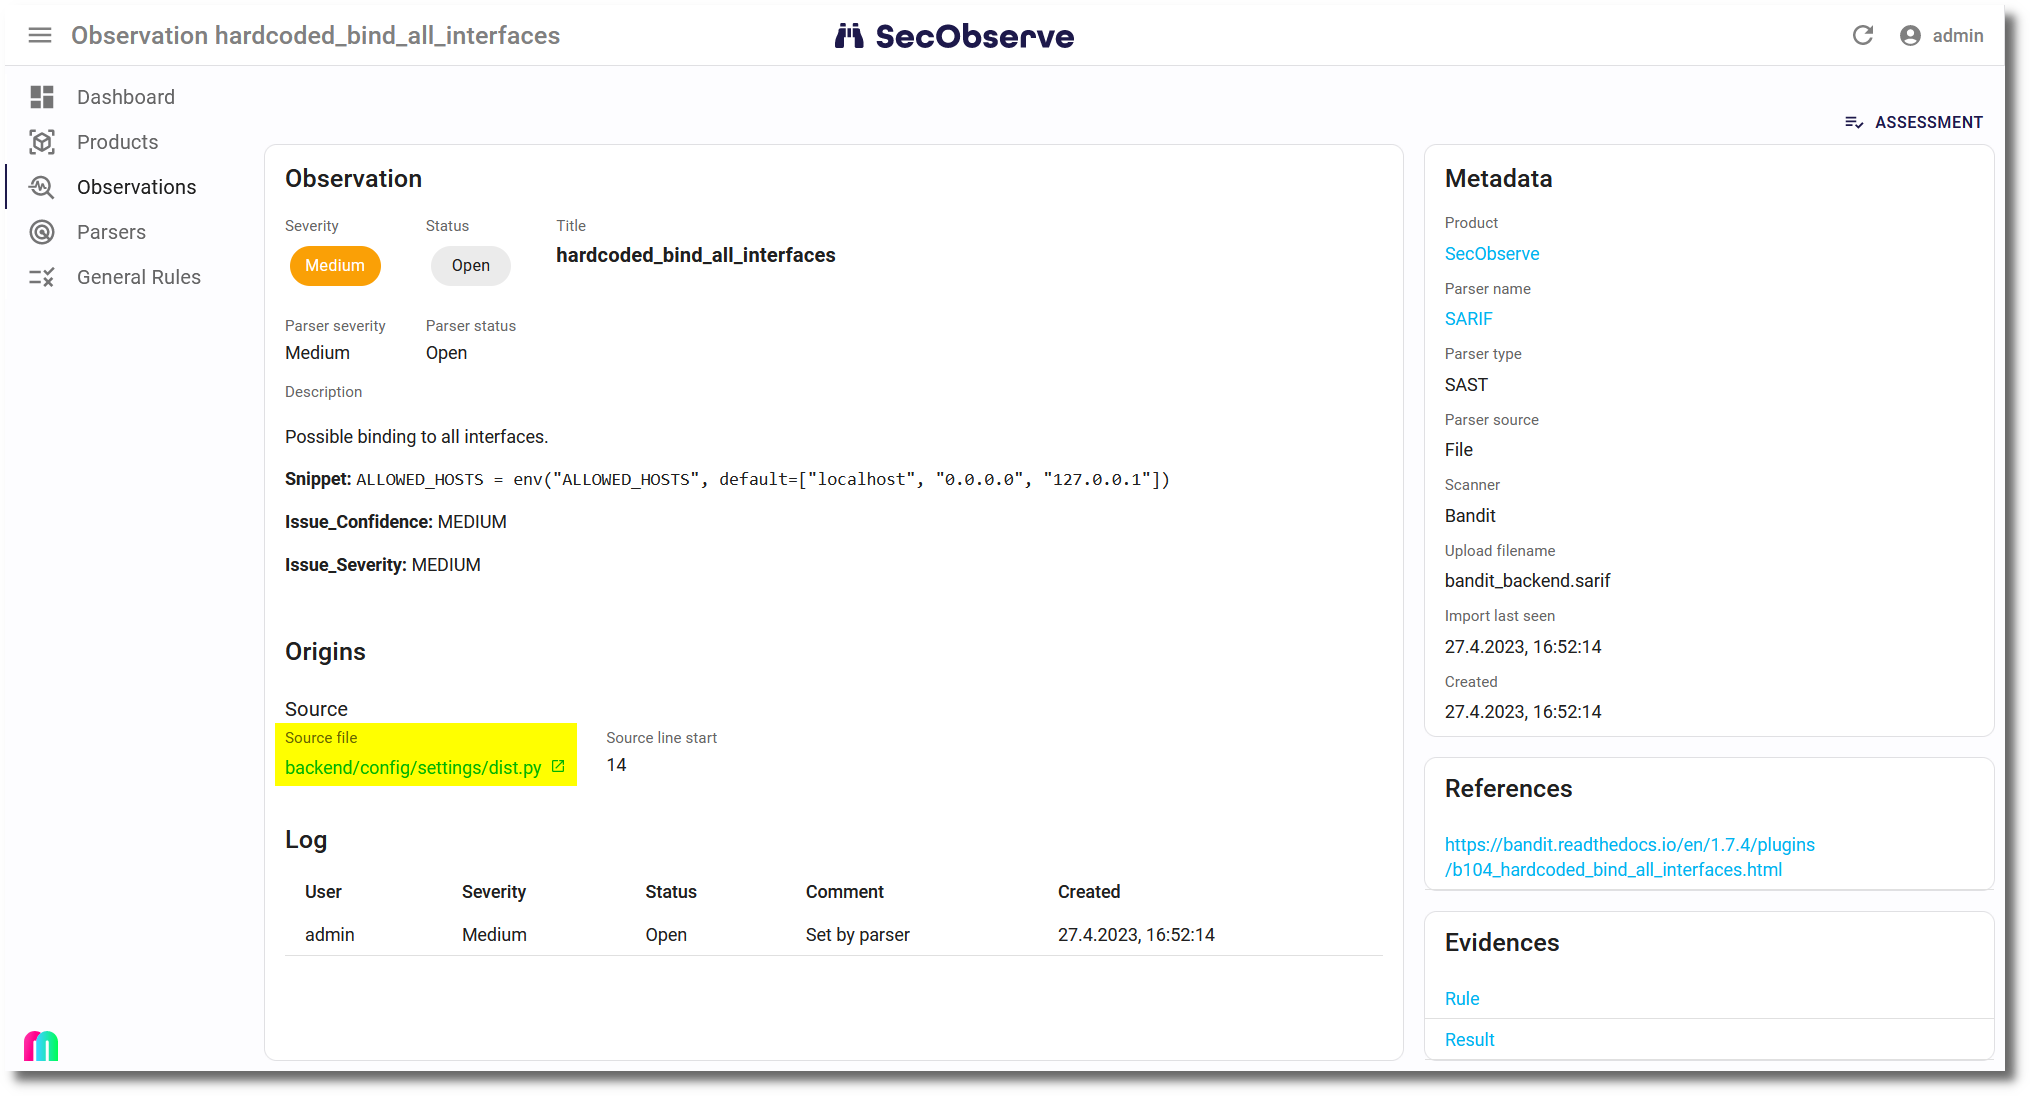 Observation hardcoded_bind_all_interfaces
SecObserve
admin
Dashboard
Products
Observations
Parsers
General Rules
ASSESSMENT
Observation
Severity Status Title
Medium Open hardcoded_bind_all_interfaces
Parser severity Parser status
Medium Open
Description
Possible binding to all interfaces.
Snippet: ALLOWED_HOSTS = env("ALLOWED_HOSTS", default=["localhost", "0.0.0.0", "127.0.0.1"])
Issue_Confidence: MEDIUM
Issue_Severity: MEDIUM
Origins
Source
Source file Source line start
backend/config/settings/dist.py 14
Log
User Severity Status Comment Created
admin Medium Open Set by parser 27.4.2023, 16:52:14
Metadata
Product
SecObserve
Parser name
SARIF
Parser type
SAST
Parser source
File
Scanner
Bandit
Upload filename
bandit_backend.sarif
Import last seen
27.4.2023, 16:52:14
Created
27.4.2023, 16:52:14
References
https://bandit.readthedocs.io/en/1.7.4/plugins
/b104_hardcoded_bind_all_interfaces.html
Evidences
Rule
Result